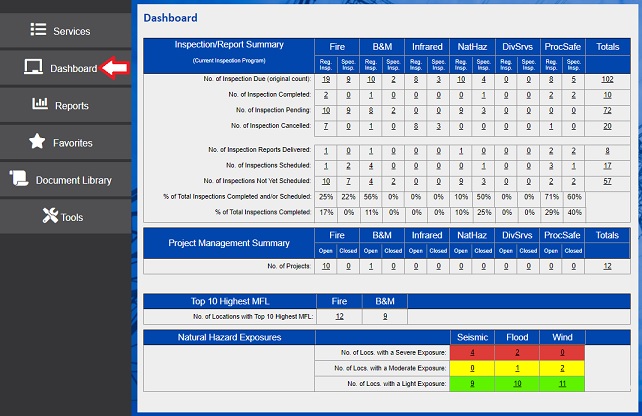 Services
Dashboard
Reports
Favorites
Document Library
Tools
Dashboard
Inspection/Report Summary Fire B&M Infrared NatHaz DivSrvs ProcSafe Totals
(Current Inspection Program) Reg. Insp. Spec. Insp. Reg. Insp. Spec. Insp. Reg. Insp. Spec. Insp. Reg. Insp. Spec. Insp. Reg. Insp. Spec. Insp. Reg. Insp. Spec. Insp.
No. of Inspection Due (original count): 19 9 10 2 8 3 10 4 0 0 8 5 102
No. of Inspection Completed: 2 0 1 0 0 0 0 1 0 0 2 2 10
No. of Inspection Pending: 10 9 8 2 0 0 9 3 0 0 0 0 72
No. of Inspection Cancelled: 7 0 1 0 8 3 0 0 0 0 1 0 20
No. of Inspection Reports Delivered: 1 0 1 0 0 0 1 0 0 0 2 2 8
No. of Inspections Scheduled: 1 2 4 0 0 0 0 1 0 0 3 1 17
No. of Inspections Not Yet Scheduled: 10 7 4 2 0 0 9 3 0 0 2 2 57
% of Total Inspections Completed and/or Scheduled: 25% 22% 56% 0% 0% 0% 10% 50% 0% 0% 71% 60%
% of Total Inspections Completed: 17% 0% 11% 0% 0% 0% 10% 25% 0% 0% 29% 40%
Project Management Summary Fire B&M Infrared NatHaz DivSrvs ProcSafe Totals
Open Closed Open Closed Open Closed Open Closed Open Closed Open Closed
No. of Projects: 10 0 1 0 0 0 0 0 0 0 0 0 12
Top 10 Highest MFL Fire B&M
No. of Locations with Top 10 Highest MFL: 12 9
Natural Hazard Exposures Seismic Flood Wind
No. of Locs. with a Severe Exposure: 4 2 0
No. of Locs. with a Moderate Exposure: 0 1 2
No. of Locs. with a Light Exposure: 9 10 11